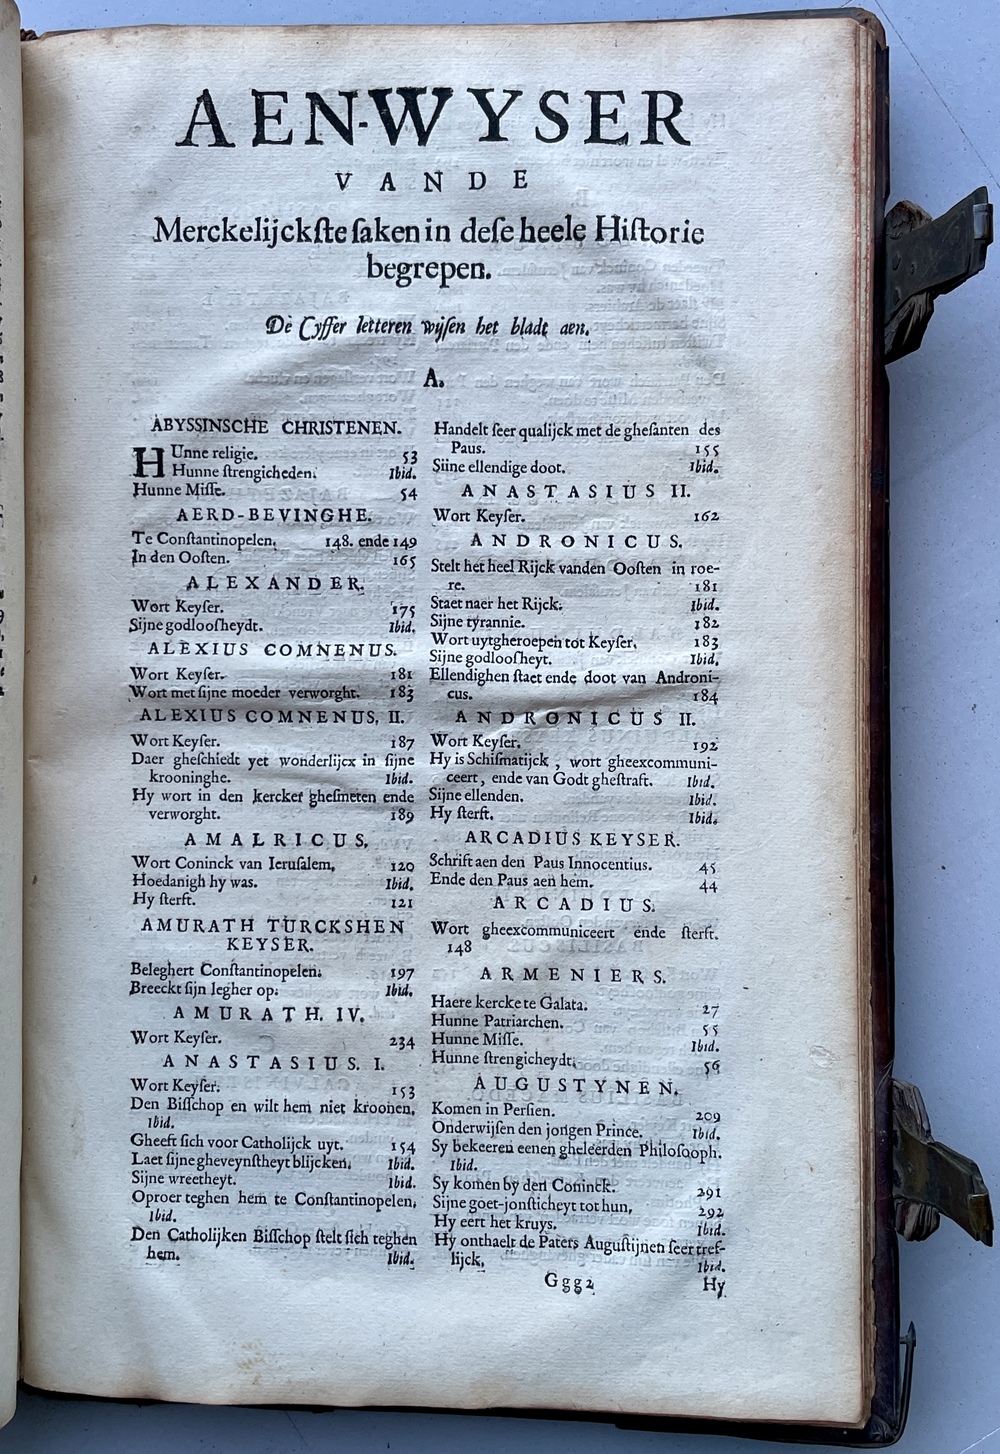 AEN-WYSER
VANDE
Merckelijckſte ſaken in deſe heele Hiſtorie
begrepen.
De Cyffer letteren wijſen het bladt aen.
A.
ABYSSINSCHE CHRISTENEN.
HUnne religie. 53
Hunne ſtrengicheden. Ibid.
Hunne Miſſe. 54
AERD-BEVINGHE.
Te Conſtantinopelen. 148. ende 149
In den Ooſten. 165
ALEXANDER.
Wort Keyſer. 175
Sijne godlooſheydt. Ibid.
ALEXIUS COMNENUS.
Wort Keyſer. 181
Wort met ſijne moeder verworght. 183
ALEXIUS COMNENUS, II.
Wort Keyſer. 187
Daer gheſchiedt yet wonderlijcx in ſijne
krooninghe. Ibid.
Hy wort in den kercker gheſmeten ende
verworght. 189
AMALRICUS.
Wort Coninck van Ieruſalem. 120
Hoedanigh hy was. Ibid.
Hy ſterft. 121
AMURATH TURCKSHEN
KEYSER.
Beleghert Conſtantinopelen. 197
Breeckt ſijn legher op. Ibid.
AMURATH. IV.
Wort Keyſer. 234
ANASTASIUS. I.
Wort Keyſer. 153
Den Biſſchop en wilt hem niet kroonen.
Ibid.
Gheeft ſich voor Catholijck uyt. 154
Laet ſijne gheveynſtheyt blijcken. Ibid.
Sijne wreetheyt. Ibid.
Oproer teghen hem te Conſtantinopelen,
Ibid.
Den Catholijken Biſſchop ſtelt ſich teghen
hem. Ibid.
Handelt ſeer qualijck met de gheſanten des
Paus. 155
Sijne ellendige doot. Ibid.
ANASTASIUS II.
Wort Keyſer. 162
ANDRONICUS.
Stelt het heel Rijck vanden Ooſten in roe-
re. 181
Staet naer het Rijck. Ibid.
Sijne tyrannie. 182
Wort uytgheroepen tot Keyſer. 183
Sijne godlooſheyt. Ibid.
Ellendighen ſtaet ende doot van Androni-
cus. 184
ANDRONICUS II.
Wort Keyſer. 192
Hy is Schiſmatijck, wort gheexcommuni-
ceert, ende van Godt gheſtraft. Ibid.
Sijne ellenden. Ibid.
Hy ſterft. Ibid.
ARCADIUS KEYSER.
Schrift aen den Paus Innocentius. 45
Ende den Paus aen hem. 44
ARCADIUS.
Wort gheexcommuniceert ende ſterft.
148
ARMENIERS.
Haere kercke te Galata. 27
Hunne Patriarchen. 55
Hunne Miſſe. Ibid.
Hunne ſtrengicheydt. 56
AUGUSTYNEN.
Komen in Perſien. 209
Onderwijſen den jongen Prince. Ibid.
Sy bekeeren eenen gheleerden Philoſooph.
Ibid.
Sy komen by den Coninck. 291
Sijne goet-jonſticheyt tot hun. 292
Hy eert het kruys. Ibid.
Hy onthaelt de Paters Auguſtijnen ſeer tref-
lijck. Ibid.
Ggg2 Hy